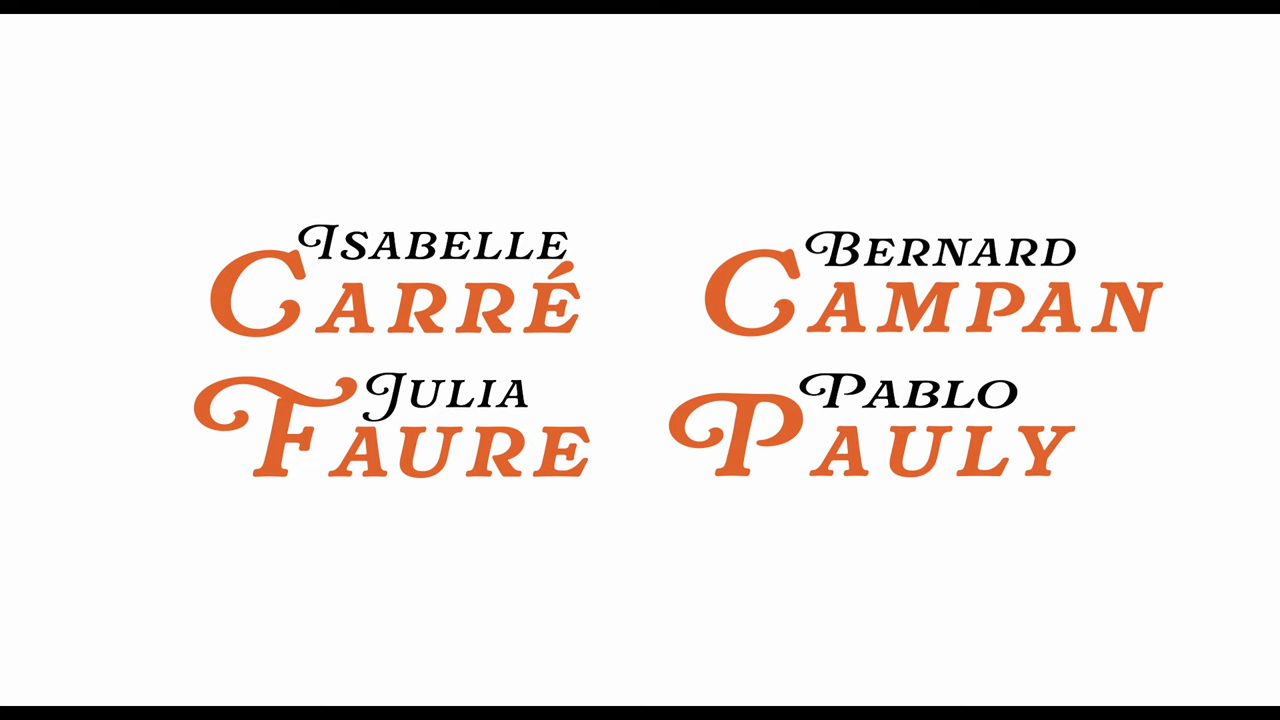 Isabelle
Carré
Bernard
Campan
Julia
Faure
Pablo
Pauly